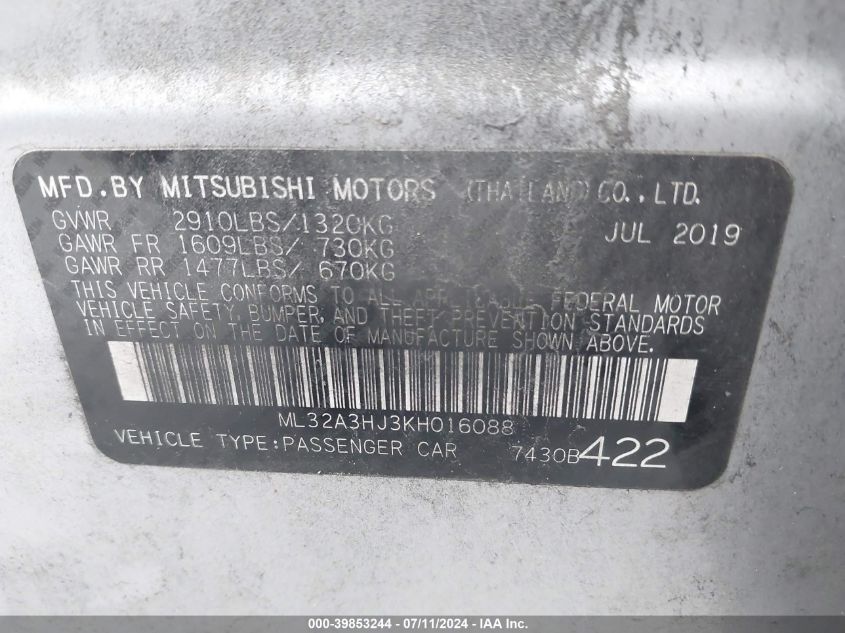 MFD.BY MITSUBISHI MOTORS (THAILAND) CO.,LTD.
GVWR 2910LBS/1320KG JUL 2019
GAWR FR 1609LBS/ 730KG
GAWR RR 1477LBS/ 670KG
THIS VEHICLE CONFORMS TO ALL APPLICABLE FEDERAL MOTOR
VEHICLE SAFETY, BUMPER, AND THEFT PREVENTION STANDARDS
IN EFFECT ON THE DATE OF MANUFACTURE SHOWN ABOVE.
ML32A3HJ3KH016088
VEHICLE TYPE:PASSENGER CAR 7430B 422
000-39853244 - 07/11/2024 - IAA Inc.